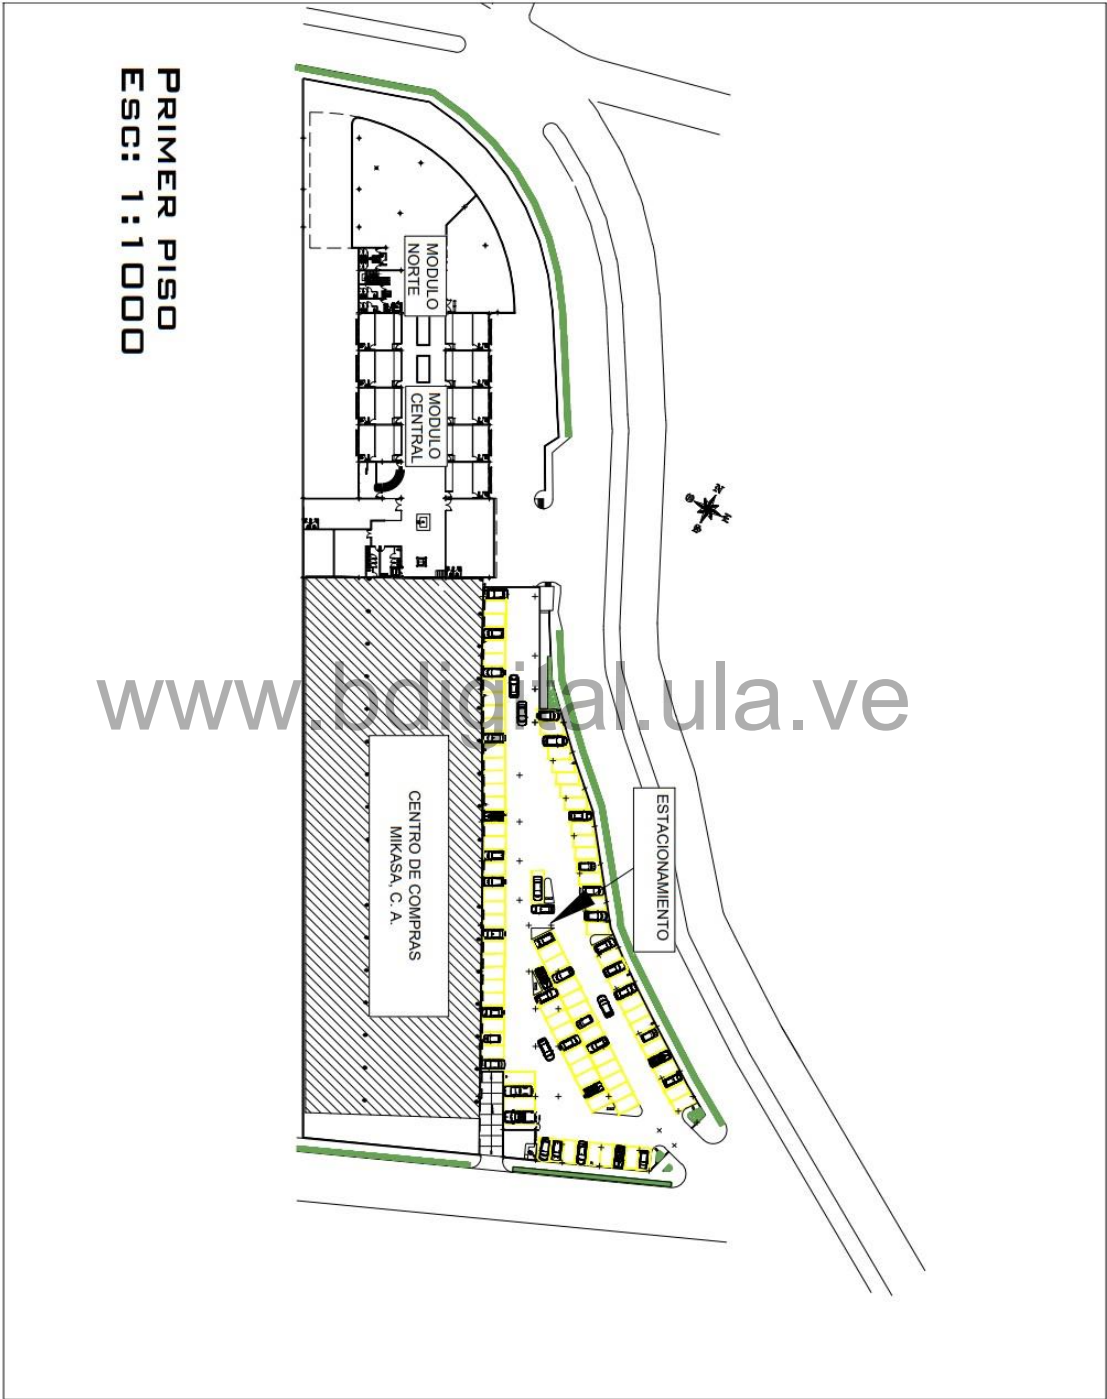 PRIMER PISO
ESC: 1:1000
MODULO
NORTE
MODULO
CENTRAL
N
www.bdigital.ula.ve
ESTACIONAMIENTO
CENTRO DE COMPRAS
MIKASA, C. A.